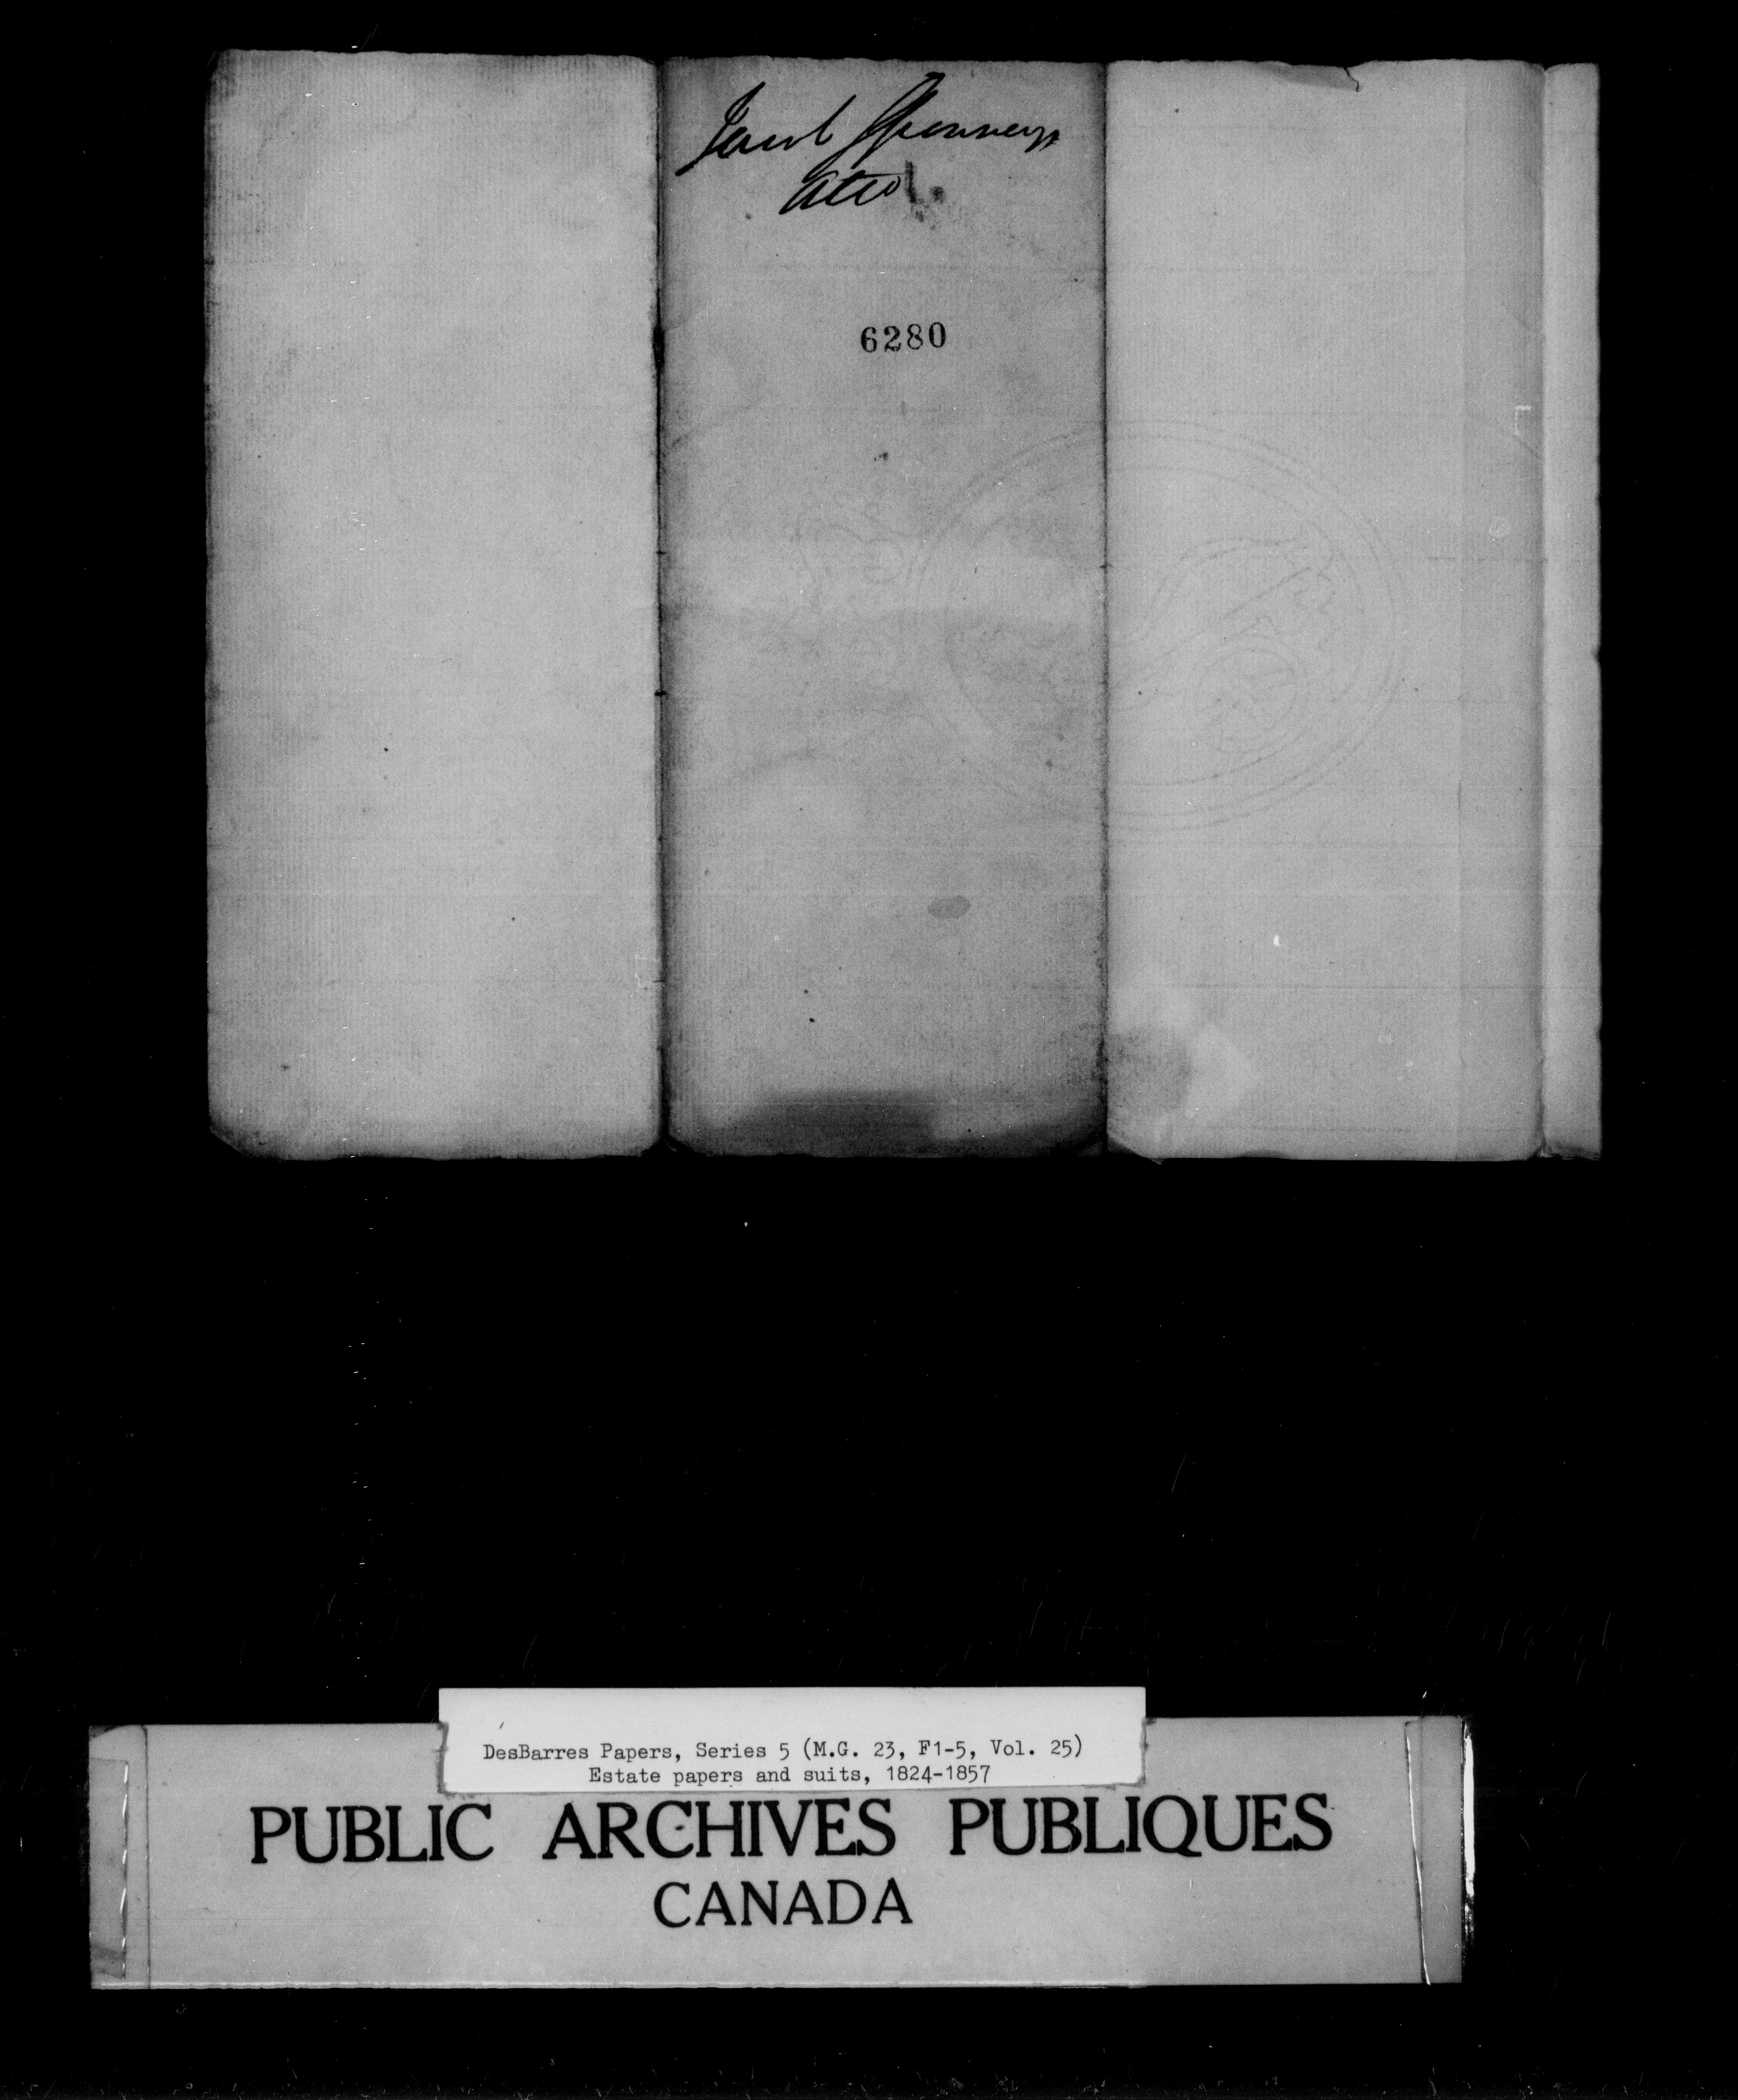 Jacob
6280
DesBarres Papers, Series 5 (M.G. 23, F1-5, Vol. 25)
Estate papers and suits, 1824-1857
PUBLIC ARCHIVES PUBLIQUES
CANADA